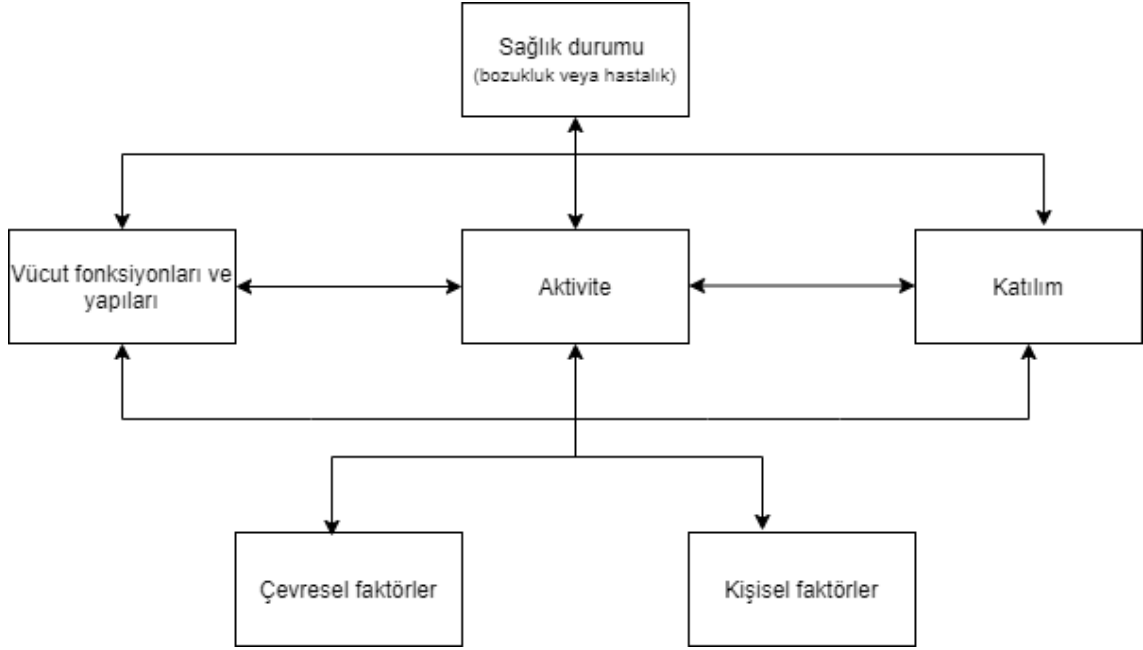 Sağlık durumu
(bozukluk veya hastalık)
Vücut fonksiyonları ve
yapıları
Aktivite
Katılım
Çevresel faktörler
Kişisel faktörler